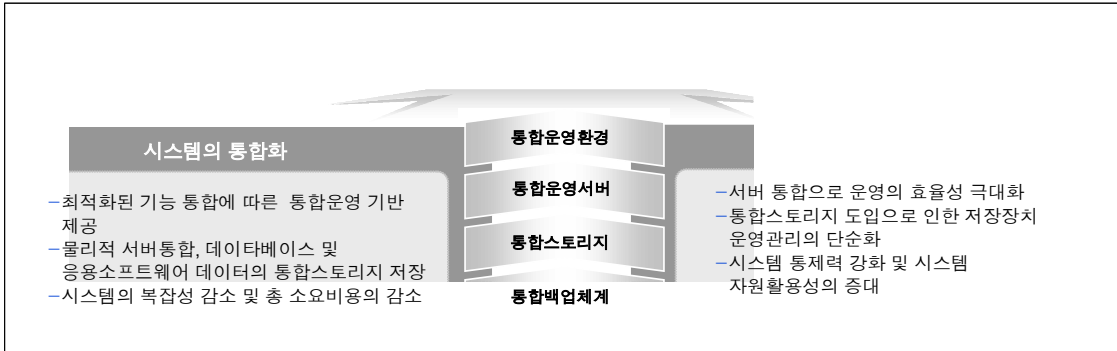 시스템의 통합화
–최적화된 기능 통합에 따른 통합운영 기반
제공
–물리적 서버통합, 데이타베이스 및
응용소프트웨어 데이터의 통합스토리지 저장
–시스템의 복잡성 감소 및 총 소요비용의 감소
통합운영환경
통합운영서버
통합스토리지
통합백업체계
–서버 통합으로 운영의 효율성 극대화
–통합스토리지 도입으로 인한 저장장치
운영관리의 단순화
–시스템 통제력 강화 및 시스템
자원활용성의 증대